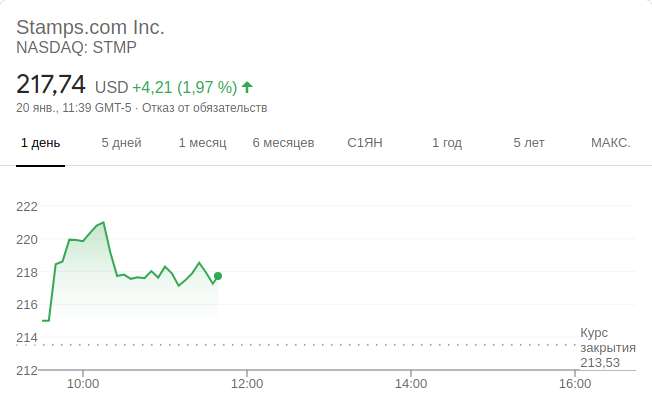 Stamps.com Inc.
NASDAQ: STMP
217,74 USD +4,21 (1,97 %)
20 янв., 11:39 GMT-5 · Отказ от обязательств
1 день 5 дней 1 месяц 6 месяцев С1ЯН 1 год 5 лет МАКС.
222
220
218
216
214
212
Курс
закрытия
213,53
10:00 12:00 14:00 16:00